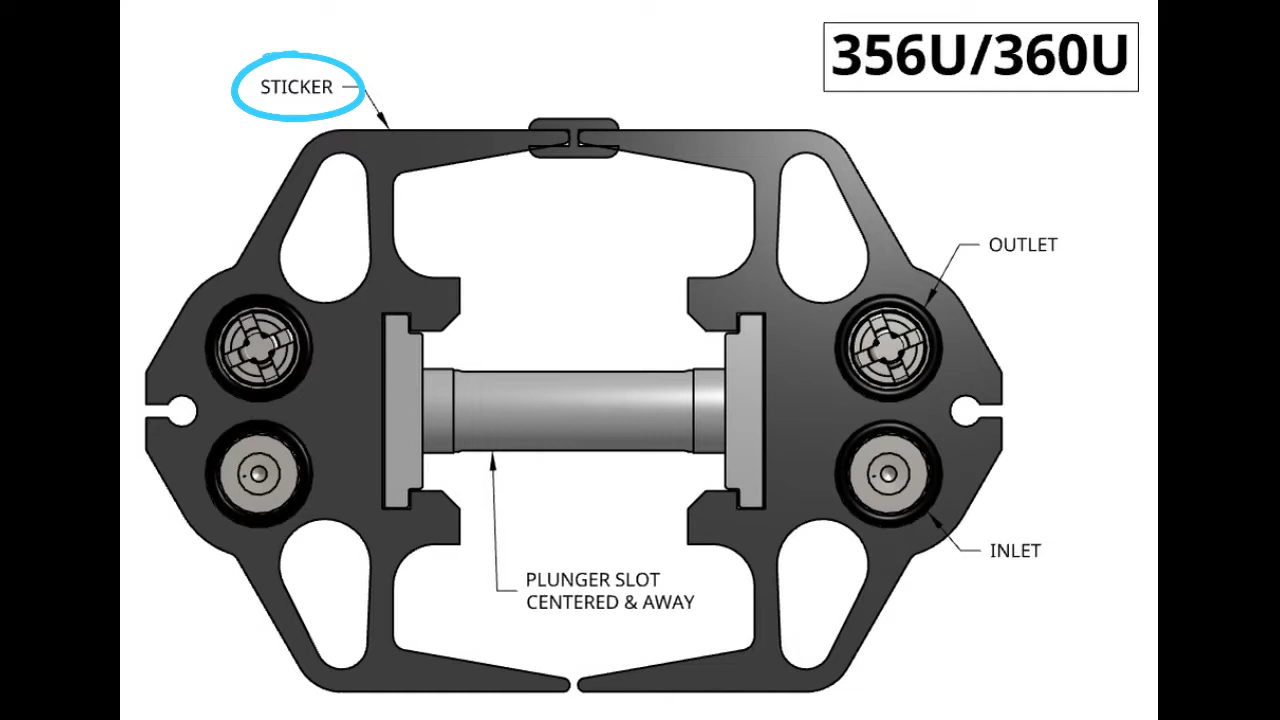 356U/360U
STICKER
OUTLET
INLET
PLUNGER SLOT
CENTERED & AWAY